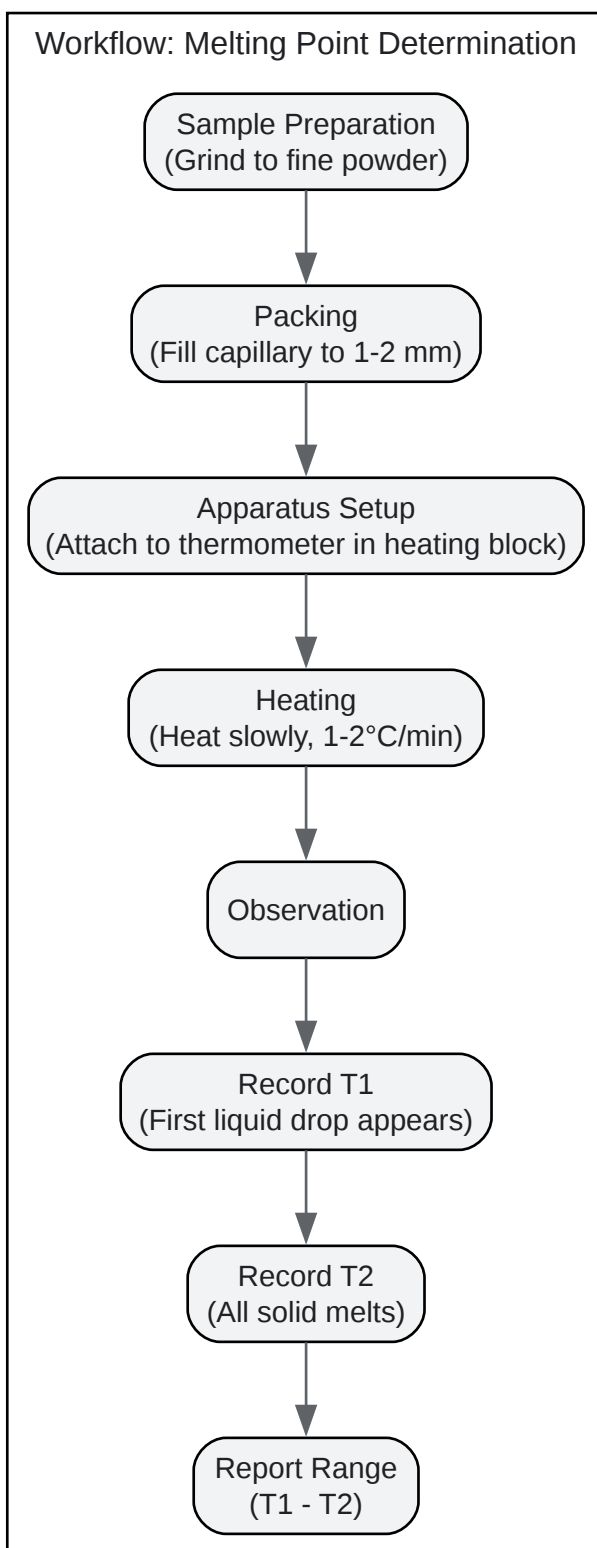 Workflow: Melting Point Determination
Sample Preparation
(Grind to fine powder)
Packing
(Fill capillary to 1-2 mm)
Apparatus Setup
(Attach to thermometer in heating block)
Heating
(Heat slowly, 1-2°C/min)
Observation
Record T1
(First liquid drop appears)
Record T2
(All solid melts)
Report Range
(T1 - T2)